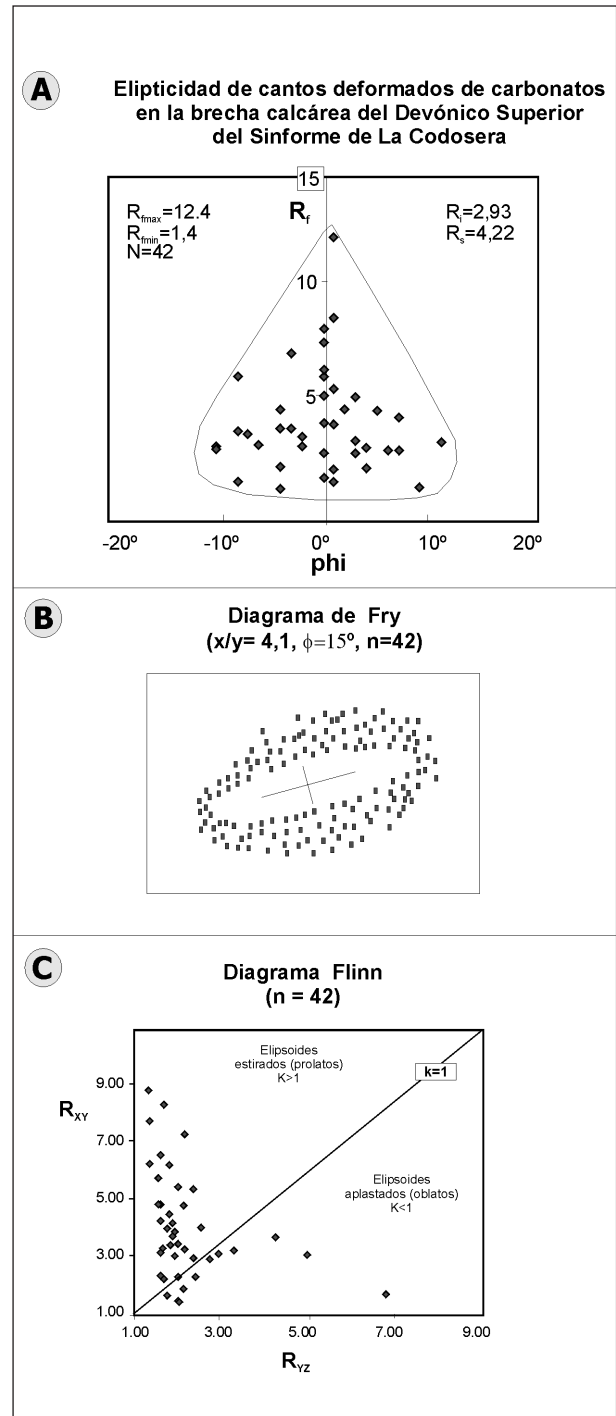 A
Elipticidad de cantos deformados de carbonatos
en la brecha calcárea del Devónico Superior
del Sinforme de La Codosera
15
Rf
Rfmax=12.4
Rfmin=1,4
N=42
Ri=2,93
Rs=4,22
10
5
-20º -10º 0º 10º 20º
phi
B
Diagrama de Fry
(x/y= 4,1, ϕ=15º, n=42)
C
Diagrama Flinn
(n = 42)
Elipsoides
estirados (prolatos)
K>1
k=1
9.00
RXY
7.00
Elipsoides
aplastados (oblatos)
K<1
5.00
3.00
1.00
1.00 3.00 5.00 7.00 9.00
RYZ